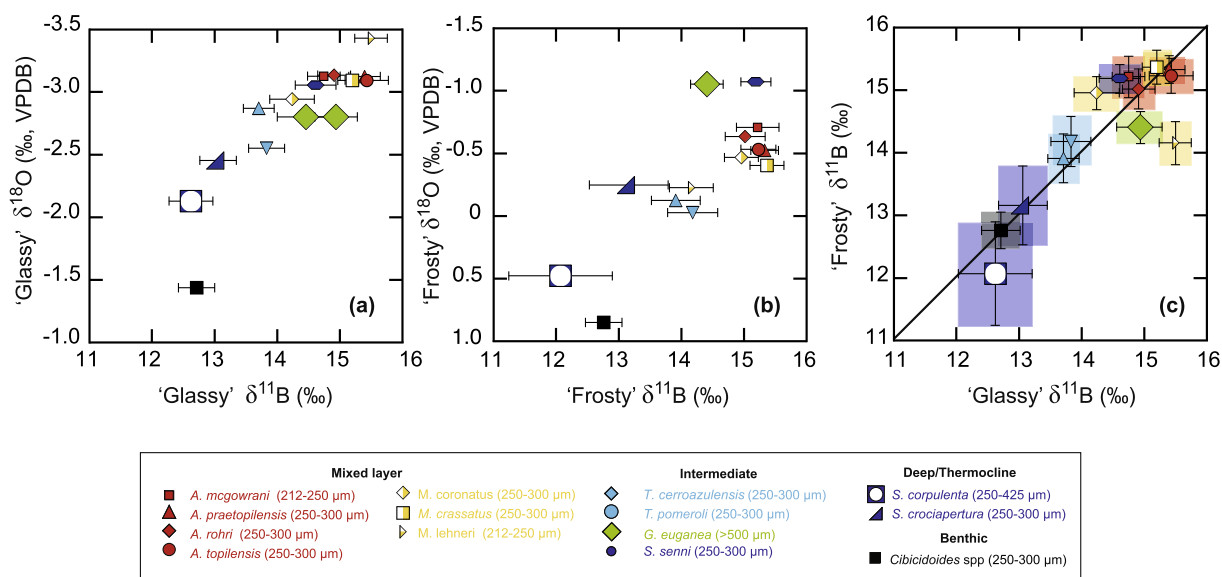 -3.5
-3.0
-2.5
-2.0
-1.5
-1.0
'Glassy' δ18O (‰, VPDB)
(a)
11 12 13 14 15 16
'Glassy' δ11B (‰)
-1.5
-1.0
-0.5
0
0.5
1.0
'Frosty' δ18O (‰, VPDB)
(b)
11 12 13 14 15 16
'Frosty' δ11B (‰)
16
15
14
13
12
11
'Frosty' δ11B (‰)
(c)
12 13 14 15 16
'Glassy' δ11B (‰)
Mixed layer
A. mcgowrani (212-250 µm)
A. praetopilensis (250-300 µm)
A. rohri (250-300 µm)
A. topilensis (250-300 µm)
M. coronatus (250-300 µm)
M. crassatus (250-300 µm)
M. lehneri (212-250 µm)
Intermediate
T. cerroazulensis (250-300 µm)
T. pomeroli (250-300 µm)
G. euganea (>500 µm)
S. senni (250-300 µm)
Deep/Thermocline
S. corpulenta (250-425 µm)
S. crociapertura (250-300 µm)
Benthic
Cibicidoides spp (250-300 µm)